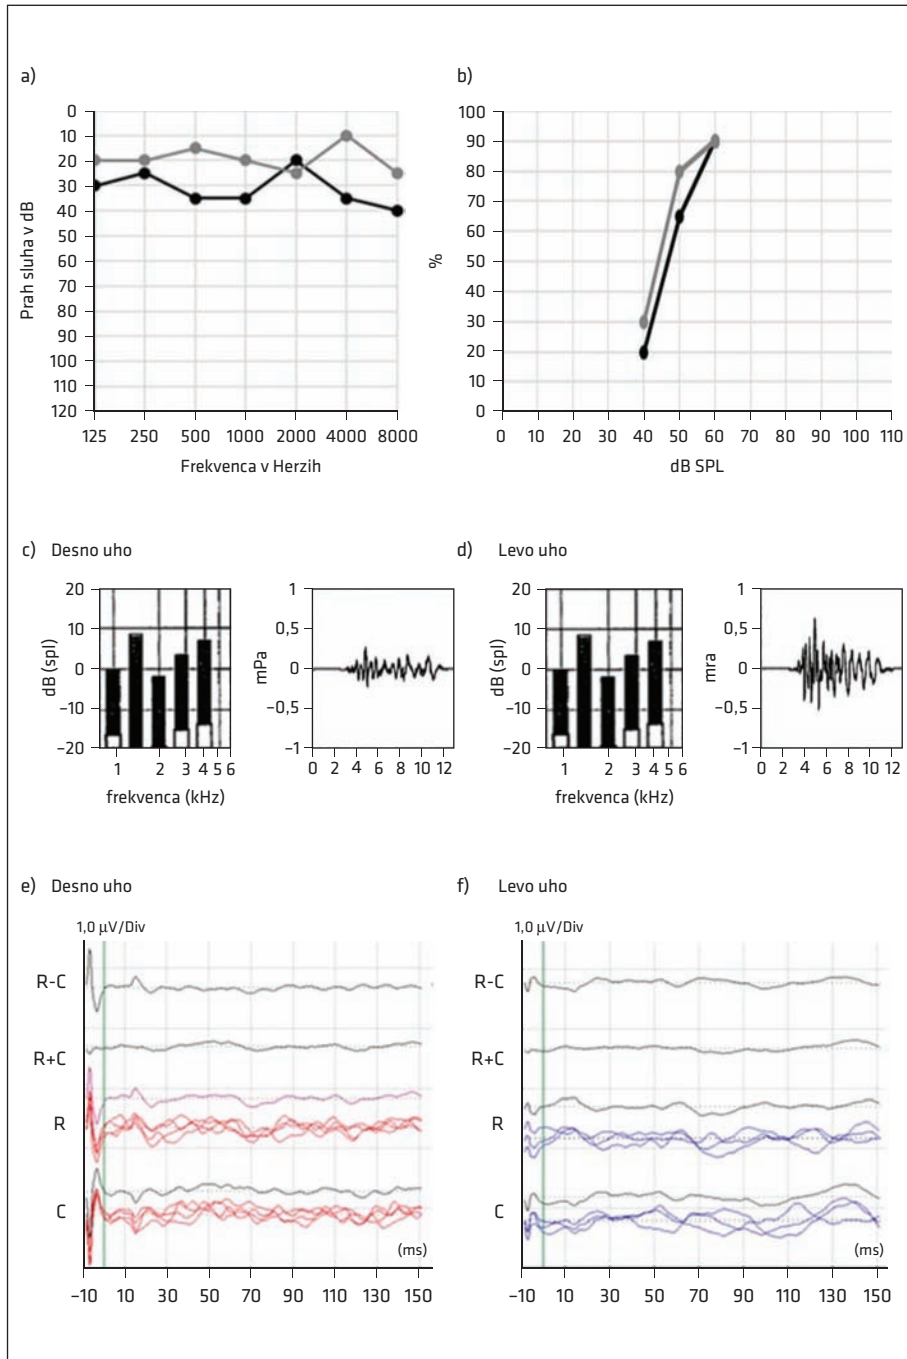 a)
Prah sluha v dB
0
10
20
30
40
50
60
70
80
90
100
110
120
125 250 500 1000 2000 4000 8000
Frekvenca v Herzih
b)
%
100
90
80
70
60
50
40
30
20
10
0
0 10 20 30 40 50 60 70 80 90 100 110
dB SPL
c) Desno uho
dB (spl)
20
10
0
–10
–20
1 2 3 4 5 6
frekvenca (kHz)
mPa
1
0,5
0
–0,5
–1
0 2 4 6 8 10 12
d) Levo uho
dB (spl)
20
10
0
–10
–20
1 2 3 4 5 6
frekvenca (kHz)
mra
1
0,5
0
–0,5
–1
0 2 4 6 8 10 12
e) Desno uho
1,0 μV/Div
R-C
R+C
R
C
(ms)
–10 10 30 50 70 90 110 130 150
f) Levo uho
1,0 μV/Div
R-C
R+C
R
C
(ms)
–10 10 30 50 70 90 110 130 150